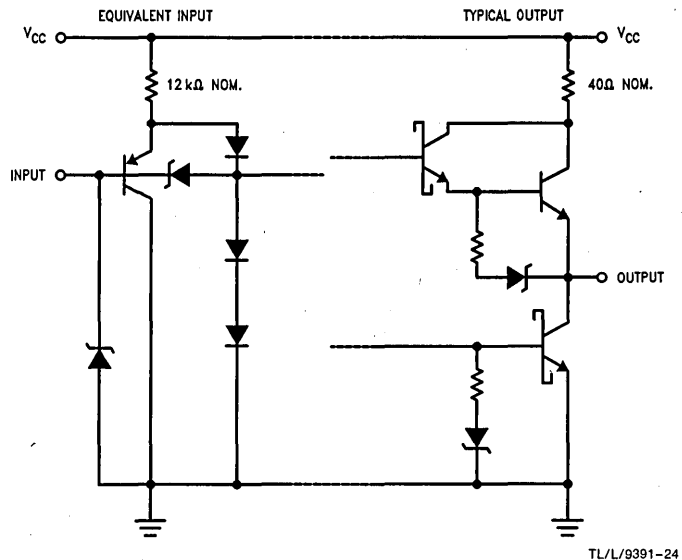 EQUIVALENT INPUT
TYPICAL OUTPUT
VCC
VCC
12 kΩ NOM.
40Ω NOM.
INPUT
OUTPUT
TL/L/9391-24